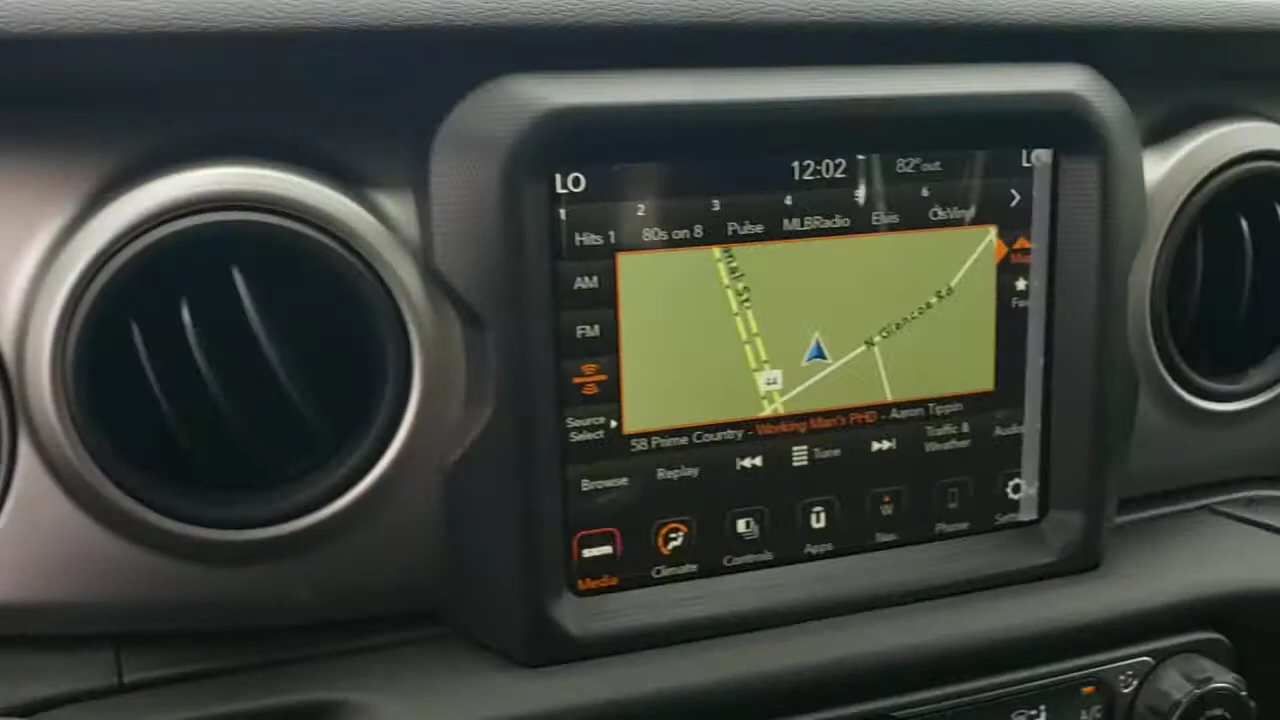 LO 12:02 82° out
1 2 3 4 5 6
Hits 1 80s on 8 Pulse MLBRadio Elvis
AM
FM
N Glencoe Rd
44
Source
Select
58 Prime Country - Working Man's PHD - Aaron Tippin
Browse Replay Tune Traffic &
Weather
Media Climate Controls Apps Nav Phone
A/C